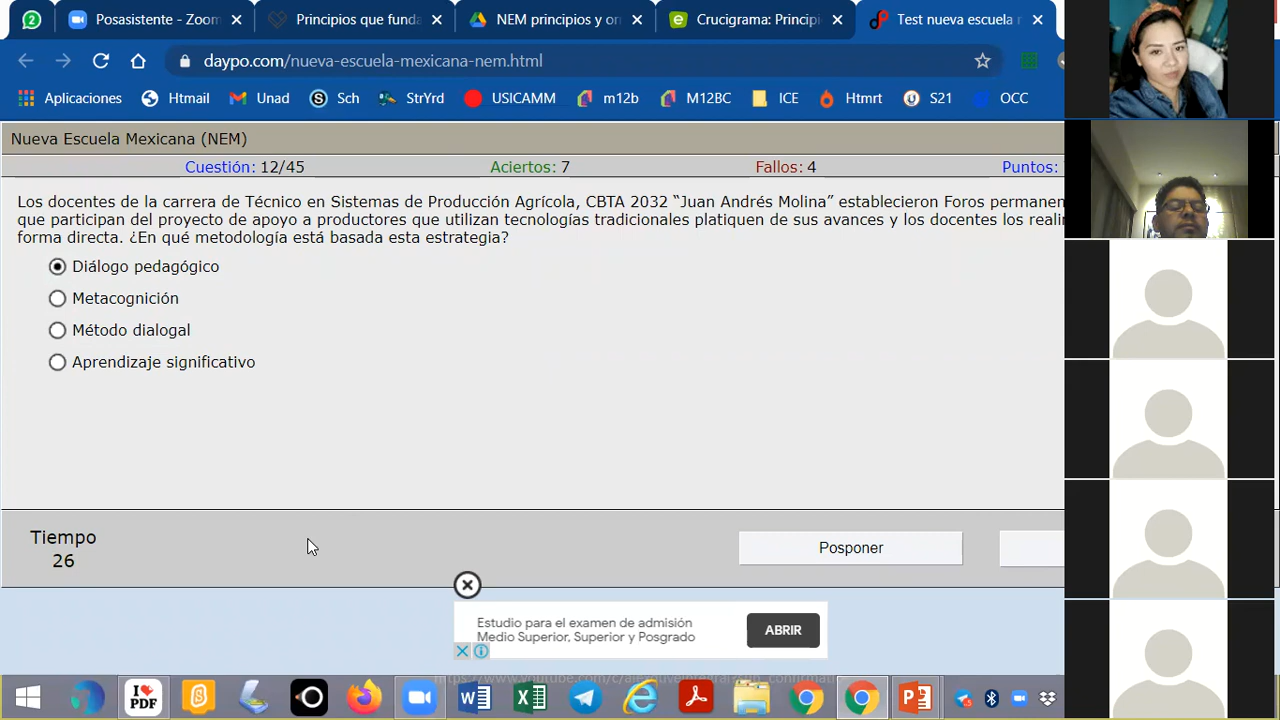 2
Posasistente - Zoom
Principios que funda
NEM principios y or
Crucigrama: Principi
Test nueva escuela
daypo.com/nueva-escuela-mexicana-nem.html
Aplicaciones
Htmail
Unad
Sch
StrYrd
USICAMM
m12b
M12BC
ICE
Htmrt
S21
OCC
Nueva Escuela Mexicana (NEM)
Cuestión: 12/45
Aciertos: 7
Fallos: 4
Puntos:
Los docentes de la carrera de Técnico en Sistemas de Producción Agrícola, CBTA 2032 “Juan Andrés Molina” establecieron Foros permanen
que participan del proyecto de apoyo a productores que utilizan tecnologías tradicionales platiquen de sus avances y los docentes los reali
forma directa. ¿En qué metodología está basada esta estrategia?
Diálogo pedagógico
Metacognición
Método dialogal
Aprendizaje significativo
Tiempo
26
Posponer
Estudio para el examen de admisión
Medio Superior, Superior y Posgrado
ABRIR
I PDF